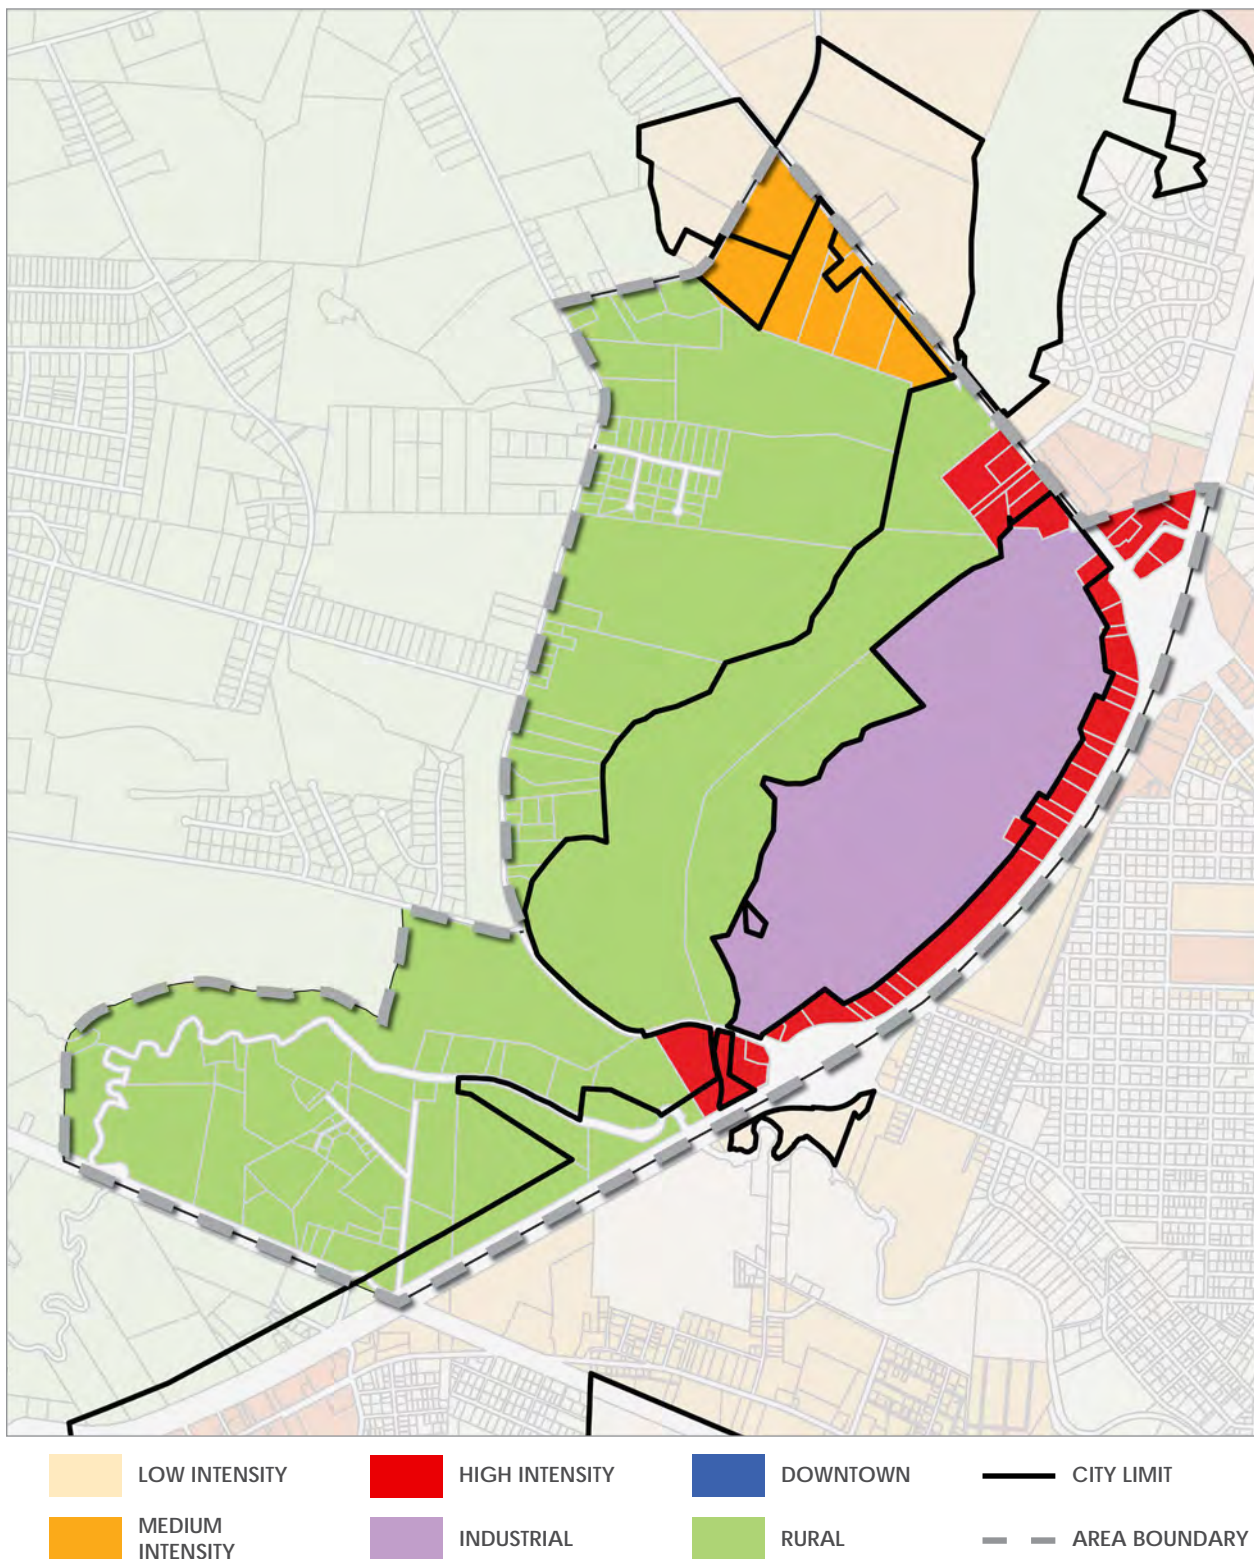 LOW INTENSITY
HIGH INTENSITY
DOWNTOWN
CITY LIMIT
MEDIUM
INTENSITY
INDUSTRIAL
RURAL
AREA BOUNDARY